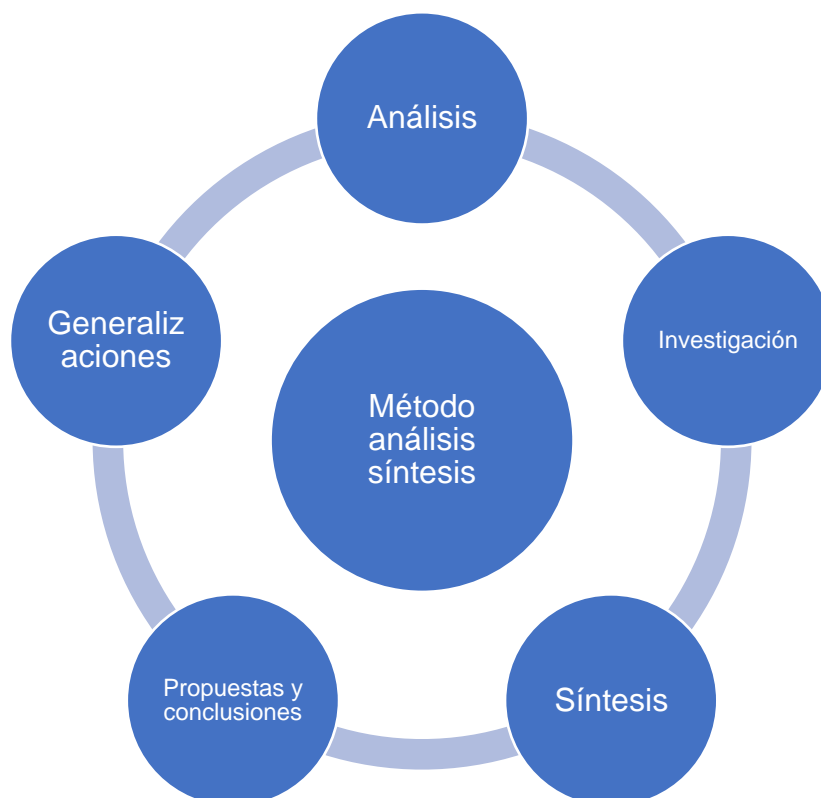 Análisis
Investigación
Síntesis
Propuestas y
conclusiones
Generaliz
aciones
Método
análisis
síntesis